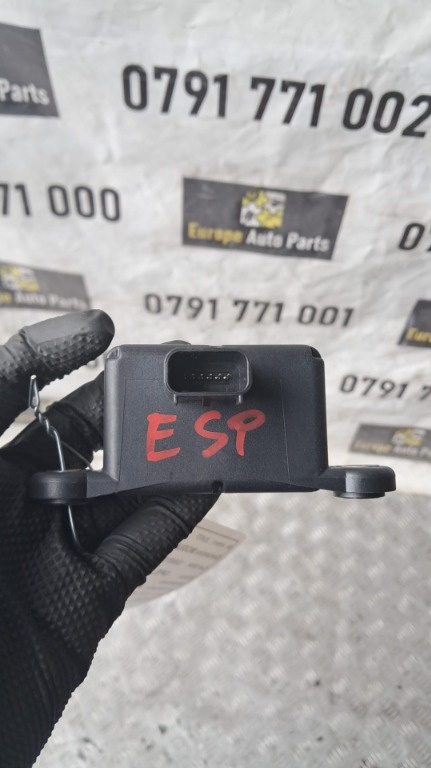 Parts
0791 771 002
71 000
Europe Auto Parts
07
Europe Auto Parts
0791 771 001
0791 7
Europe Auto Parts
ESP